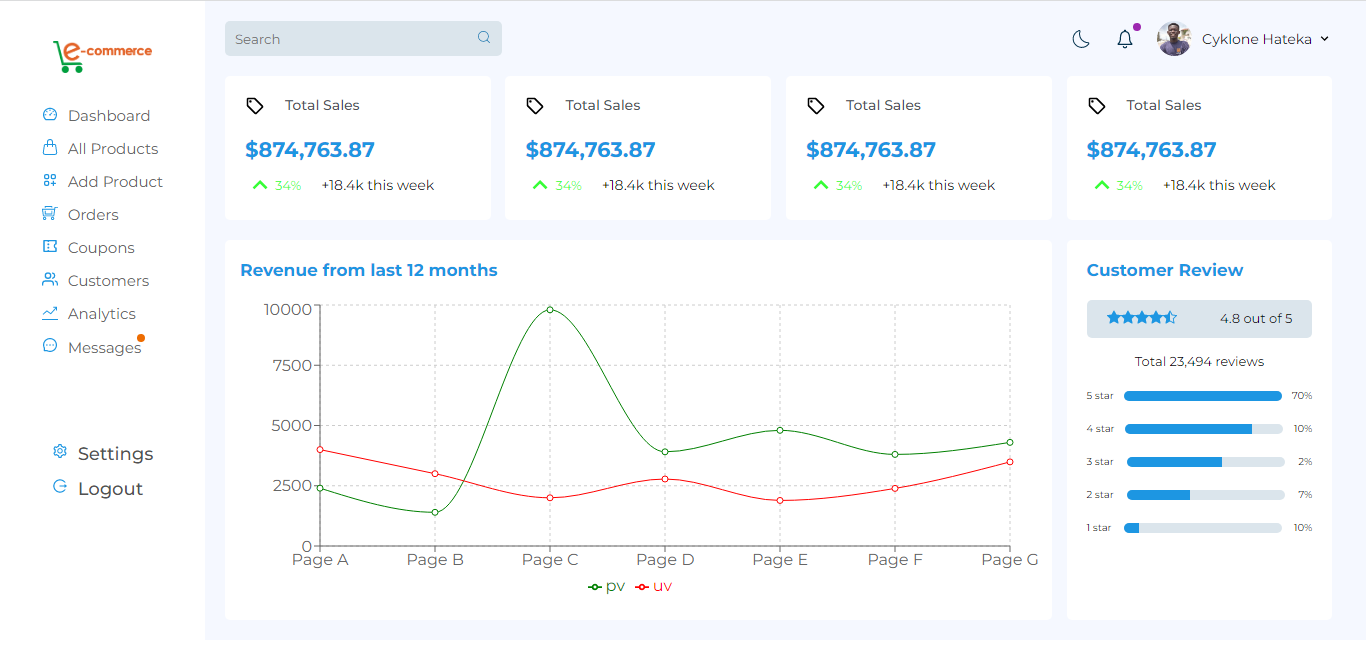 e-commerce
Dashboard
All Products
Add Product
Orders
Coupons
Customers
Analytics
Messages
Settings
Logout
Search
Cyklone Hateka
Total Sales
$874,763.87
34% +18.4k this week
Total Sales
$874,763.87
34% +18.4k this week
Total Sales
$874,763.87
34% +18.4k this week
Total Sales
$874,763.87
34% +18.4k this week
Revenue from last 12 months
10000
7500
5000
2500
0
Page A Page B Page C Page D Page E Page F Page G
pv uv
Customer Review
4.8 out of 5
Total 23,494 reviews
5 star 70%
4 star 10%
3 star 2%
2 star 7%
1 star 10%